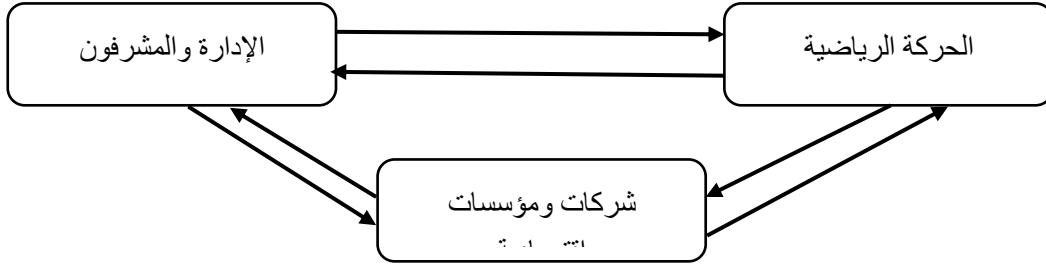 الحركة الرياضية
الإدارة والمشرفون
شركات ومؤسسات